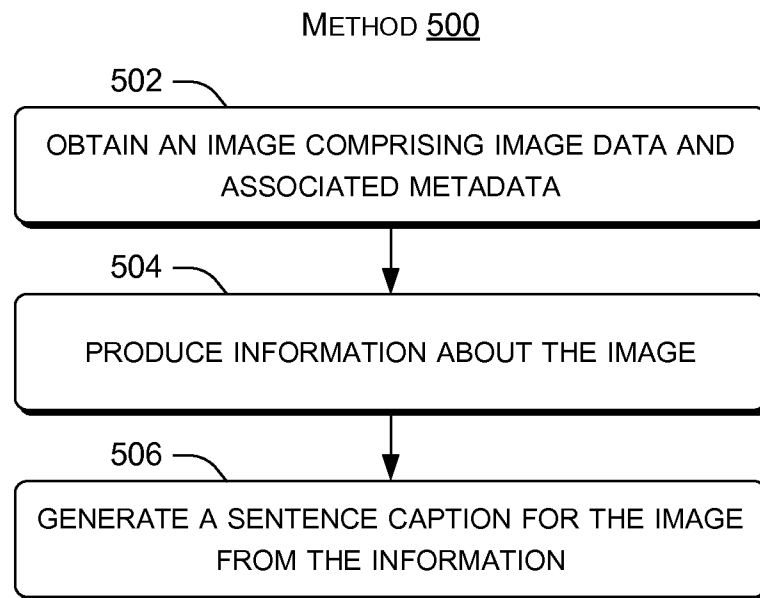 METHOD 500
502
OBTAIN AN IMAGE COMPRISING IMAGE DATA AND
ASSOCIATED METADATA
504
PRODUCE INFORMATION ABOUT THE IMAGE
506
GENERATE A SENTENCE CAPTION FOR THE IMAGE
FROM THE INFORMATION